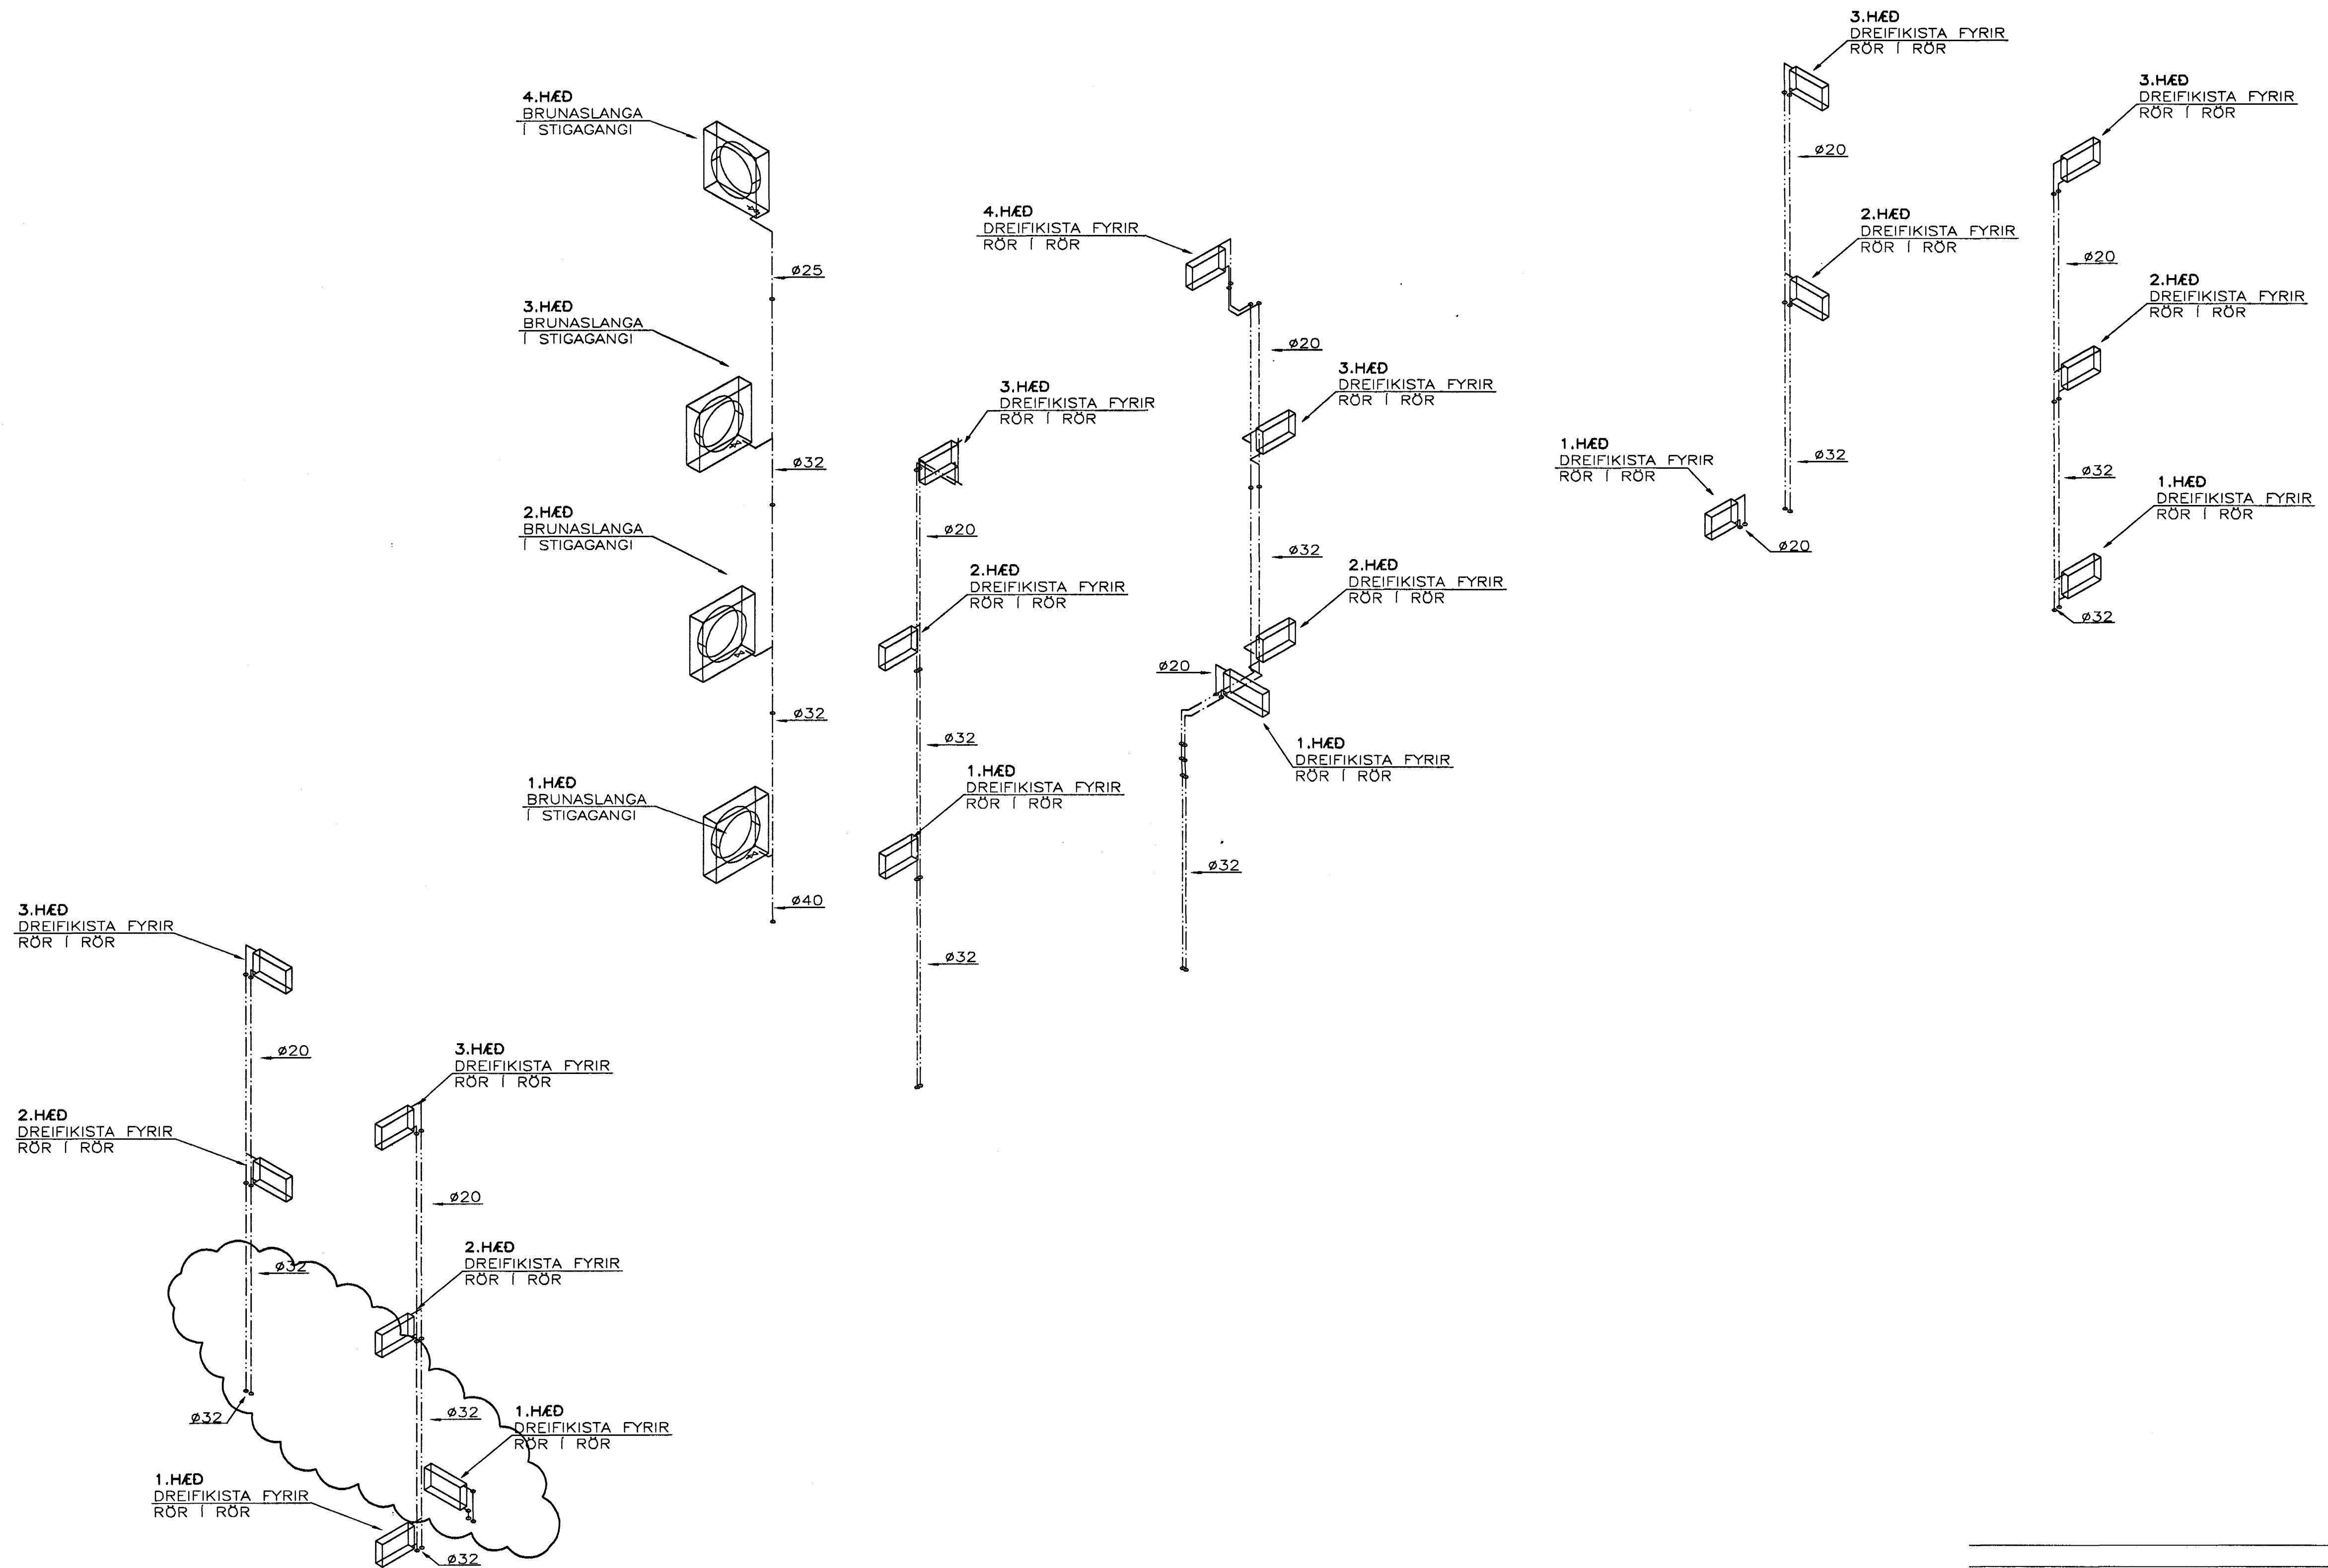 3.HÆÐ
DREIFIKISTA FYRIR
RÖR Í RÖR
3.HÆÐ
DREIFIKISTA FYRIR
RÖR Í RÖR
ø20
ø20
2.HÆÐ
DREIFIKISTA FYRIR
RÖR Í RÖR
2.HÆÐ
DREIFIKISTA FYRIR
RÖR Í RÖR
1.HÆÐ
DREIFIKISTA FYRIR
RÖR Í RÖR
ø32
ø32
1.HÆÐ
DREIFIKISTA FYRIR
RÖR Í RÖR
ø20
ø32
4.HÆÐ
BRUNASLANGA
Í STIGAGANGI
ø25
3.HÆÐ
BRUNASLANGA
Í STIGAGANGI
ø32
2.HÆÐ
BRUNASLANGA
Í STIGAGANGI
ø32
1.HÆÐ
BRUNASLANGA
Í STIGAGANGI
ø40
3.HÆÐ
DREIFIKISTA FYRIR
RÖR Í RÖR
ø20
2.HÆÐ
DREIFIKISTA FYRIR
RÖR Í RÖR
ø32
1.HÆÐ
DREIFIKISTA FYRIR
RÖR Í RÖR
ø32
4.HÆÐ
DREIFIKISTA FYRIR
RÖR Í RÖR
ø20
3.HÆÐ
DREIFIKISTA FYRIR
RÖR Í RÖR
ø32
2.HÆÐ
DREIFIKISTA FYRIR
RÖR Í RÖR
ø20
1.HÆÐ
DREIFIKISTA FYRIR
RÖR Í RÖR
ø32
3.HÆÐ
DREIFIKISTA FYRIR
RÖR Í RÖR
ø20
2.HÆÐ
DREIFIKISTA FYRIR
RÖR Í RÖR
ø32
ø32
3.HÆÐ
DREIFIKISTA FYRIR
RÖR Í RÖR
ø20
2.HÆÐ
DREIFIKISTA FYRIR
RÖR Í RÖR
ø32
1.HÆÐ
DREIFIKISTA FYRIR
RÖR Í RÖR
1.HÆÐ
DREIFIKISTA FYRIR
RÖR Í RÖR
ø32